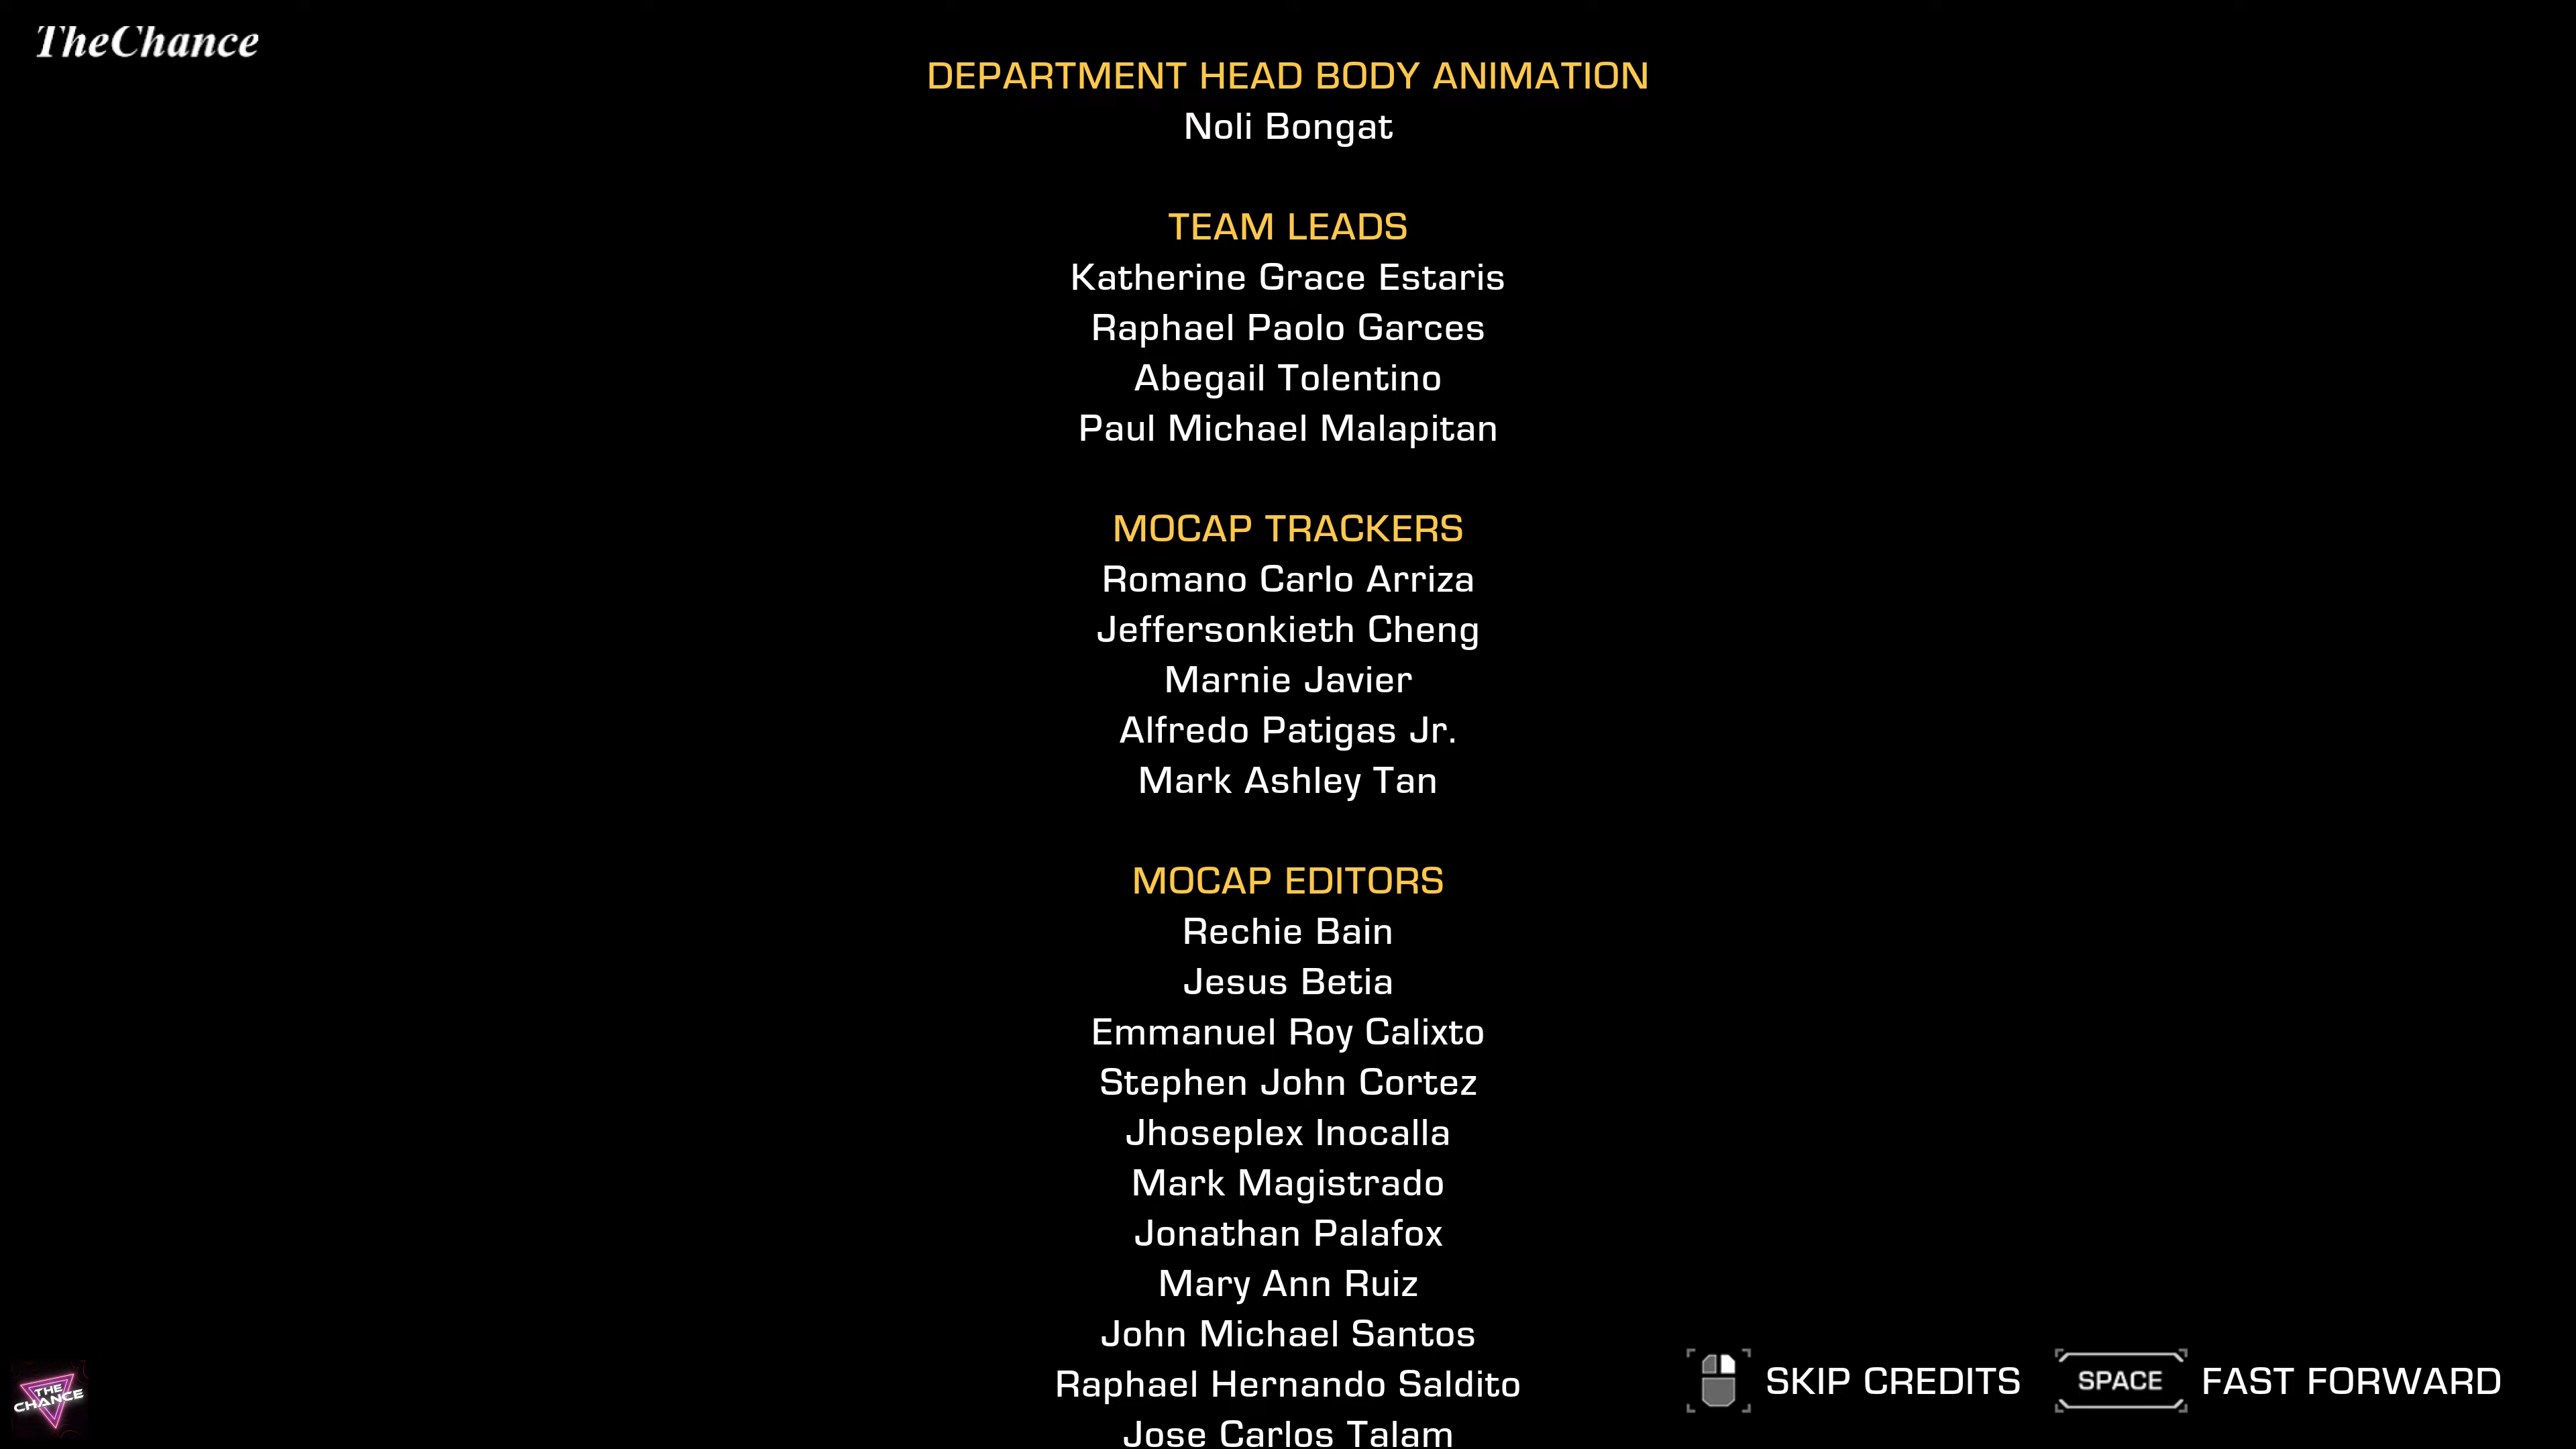 TheChance
DEPARTMENT HEAD BODY ANIMATION
Noli Bongat
TEAM LEADS
Katherine Grace Estaris
Raphael Paolo Garces
Abegail Tolentino
Paul Michael Malapitan
MOCAP TRACKERS
Romano Carlo Arriza
Jeffersonkieth Cheng
Marnie Javier
Alfredo Patigas Jr.
Mark Ashley Tan
MOCAP EDITORS
Rechie Bain
Jesus Betia
Emmanuel Roy Calixto
Stephen John Cortez
Jhoseplex Inocalla
Mark Magistrado
Jonathan Palafox
Mary Ann Ruiz
John Michael Santos
Raphael Hernando Saldito
Jose Carlos Talam
THE
CHANCE
SKIP CREDITS
SPACE
FAST FORWARD